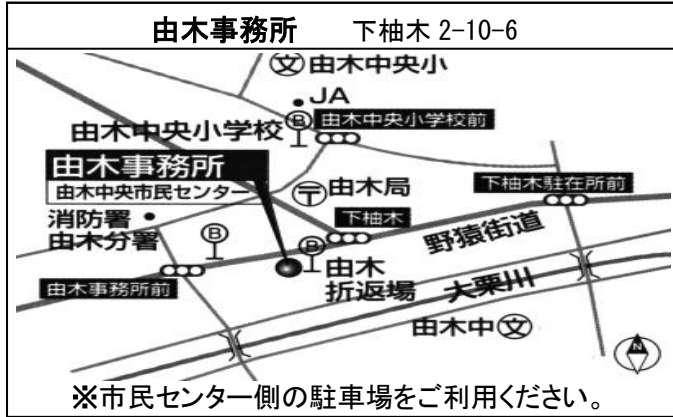 由木事務所 下柚木 2-10-6
文 由木中央小
JA
由木中央小学校 B 由木中央小学校前
由木事務所
由木中央市民センター
〒 由木局
下柚木駐在所前
消防署
由木分署
B
下柚木
野猿街道
B
由木
折返場
由木事務所前
大栗川
由木中 文
N
※市民センター側の駐車場をご利用ください。